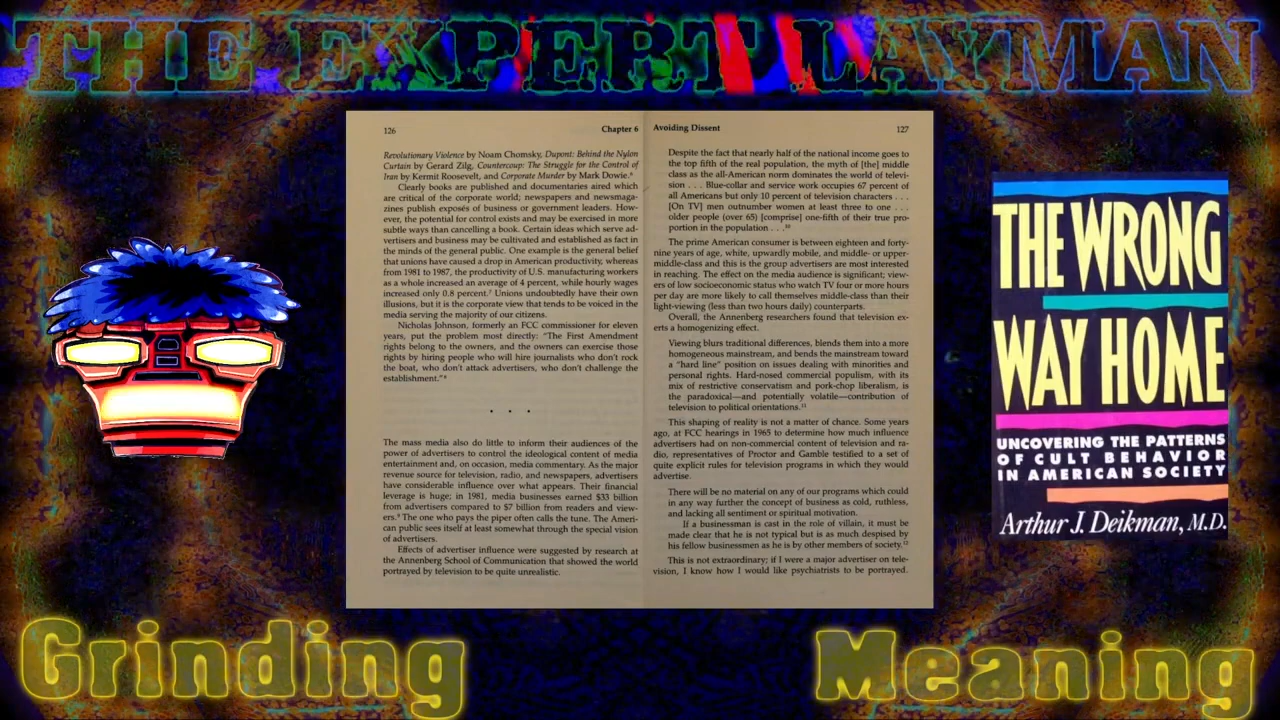 THE EXPERT LAYMAN
126
Chapter 6
Revolutionary Violence by Noam Chomsky, Dupont: Behind the Nylon
Curtain by Gerard Zilg, Countercoup: The Struggle for the Control of
Iran by Kermit Roosevelt, and Corporate Murder by Mark Dowie.⁶
Clearly books are published and documentaries aired which
are critical of the corporate world; newspapers and newsmaga-
zines publish exposés of business or government leaders. How-
ever, the potential for control exists and may be exercised in more
subtle ways than cancelling a book. Certain ideas which serve ad-
vertisers and business may be cultivated and established as fact in
the minds of the general public. One example is the general belief
that unions have caused a drop in American productivity; whereas
from 1981 to 1987, the productivity of U.S. manufacturing workers
as a whole increased an average of 4 percent, while hourly wages
increased only 0.8 percent.⁷ Unions undoubtedly have their own
illusions, but it is the corporate view that tends to be voiced in the
media serving the majority of our citizens.
Nicholas Johnson, formerly an FCC commissioner for eleven
years, put the problem most directly: "The First Amendment
rights belong to the owners, and the owners can exercise those
rights by hiring people who will hire journalists who don't rock
the boat, who don't attack advertisers, who don't challenge the
establishment."⁸
• • •
The mass media also do little to inform their audiences of the
power of advertisers to control the ideological content of media
entertainment and, on occasion, media commentary. As the major
revenue source for television, radio, and newspapers, advertisers
have considerable influence over what appears. Their financial
leverage is huge; in 1981, media businesses earned $33 billion
from advertisers compared to $7 billion from readers and view-
ers.⁹ The one who pays the piper often calls the tune. The Ameri-
can public sees itself at least somewhat through the special vision
of advertisers.
Effects of advertiser influence were suggested by research at
the Annenberg School of Communication that showed the world
portrayed by television to be quite unrealistic.
Avoiding Dissent
127
Despite the fact that nearly half of the national income goes to
the top fifth of the real population, the myth of [the] middle
class as the all-American norm dominates the world of televi-
sion . . . Blue-collar and service work occupies 67 percent of
all Americans but only 10 percent of television characters . . .
[On TV] men outnumber women at least three to one . . .
older people (over 65) [comprise] one-fifth of their true pro-
portion in the population . . .¹⁰
The prime American consumer is between eighteen and forty-
nine years of age, white, upwardly mobile, and middle- or upper-
middle-class and this is the group advertisers are most interested
in reaching. The effect on the media audience is significant; view-
ers of low socioeconomic status who watch TV four or more hours
per day are more likely to call themselves middle-class than their
light-viewing (less than two hours daily) counterparts.
Overall, the Annenberg researchers found that television ex-
erts a homogenizing effect.
Viewing blurs traditional differences, blends them into a more
homogeneous mainstream, and bends the mainstream toward
a "hard line" position on issues dealing with minorities and
personal rights. Hard-nosed commercial populism, with its
mix of restrictive conservatism and pork-chop liberalism, is
the paradoxical—and potentially volatile—contribution of
television to political orientations.¹¹
This shaping of reality is not a matter of chance. Some years
ago, at FCC hearings in 1965 to determine how much influence
advertisers had on non-commercial content of television and ra-
dio, representatives of Proctor and Gamble testified to a set of
quite explicit rules for television programs in which they would
advertise.
There will be no material on any of our programs which could
in any way further the concept of business as cold, ruthless,
and lacking all sentiment or spiritual motivation.
If a businessman is cast in the role of villain, it must be
made clear that he is not typical but is as much despised by
his fellow businessmen as he is by other members of society.¹²
This is not extraordinary; if I were a major advertiser on tele-
vision, I know how I would like psychiatrists to be portrayed.
THE WRONG
WAY HOME
UNCOVERING THE PATTERNS
OF CULT BEHAVIOR
IN AMERICAN SOCIETY
Arthur J. Deikman, M.D.
Grinding
Meaning